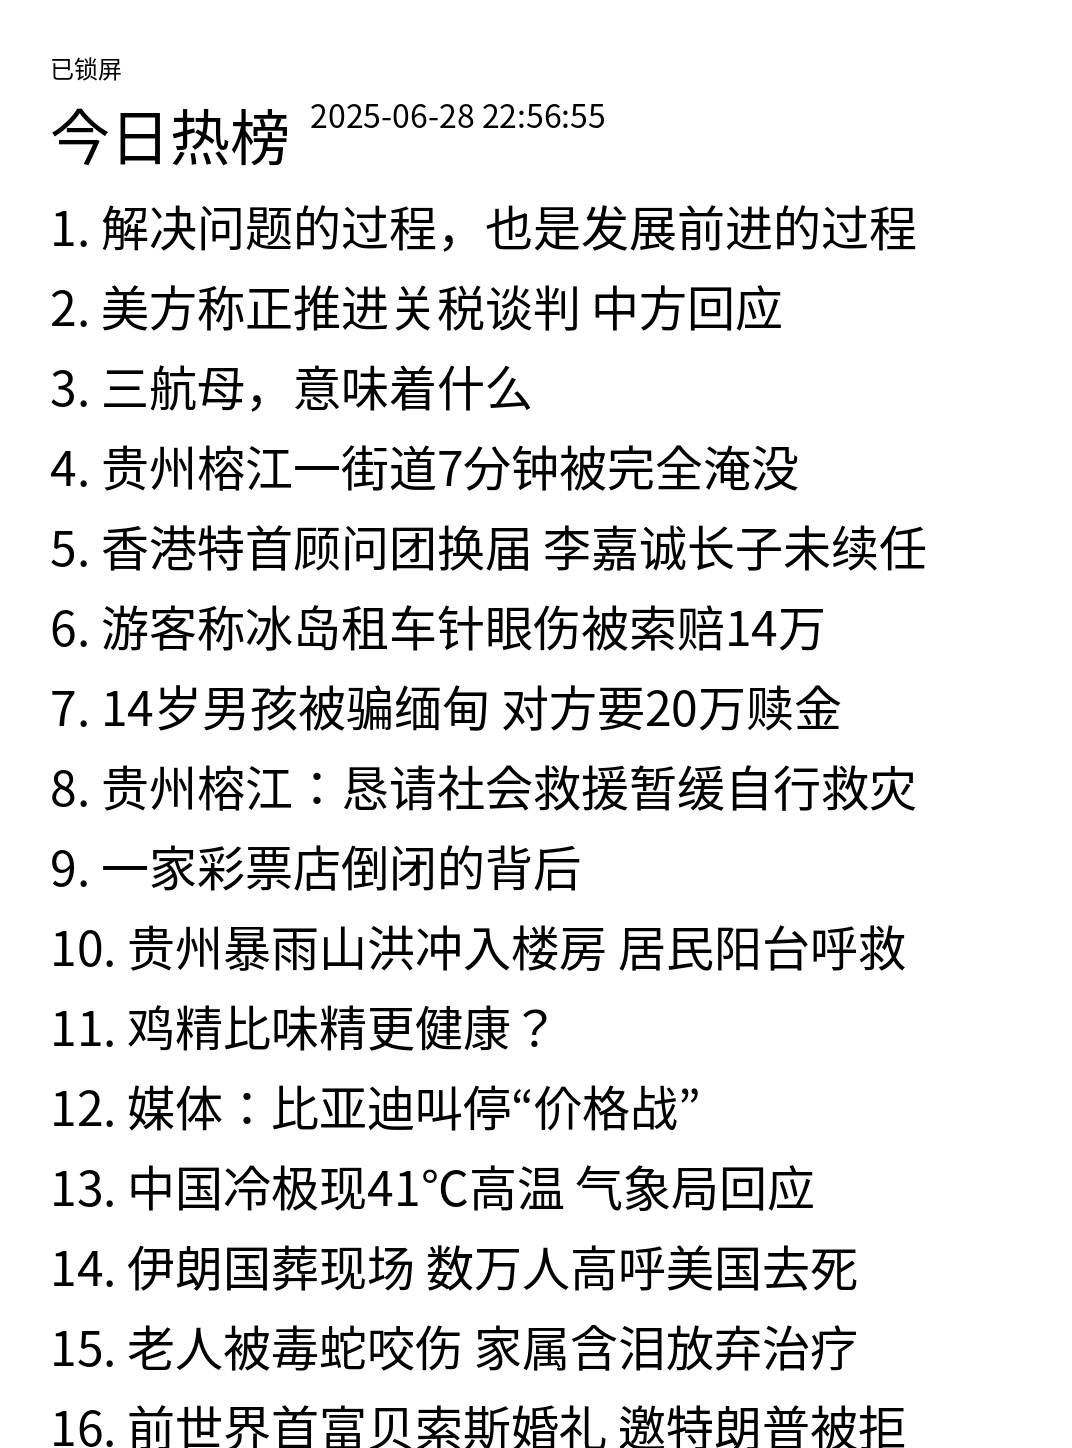 已锁屏
今日热榜 2025-06-28 22:56:55
1. 解决问题的过程，也是发展前进的过程
2. 美方称正推进关税谈判 中方回应
3. 三航母，意味着什么
4. 贵州榕江一街道7分钟被完全淹没
5. 香港特首顾问团换届 李嘉诚长子未续任
6. 游客称冰岛租车针眼伤被索赔14万
7. 14岁男孩被骗缅甸 对方要20万赎金
8. 贵州榕江：恳请社会救援暂缓自行救灾
9. 一家彩票店倒闭的背后
10. 贵州暴雨山洪冲入楼房 居民阳台呼救
11. 鸡精比味精更健康？
12. 媒体：比亚迪叫停“价格战”
13. 中国冷极现41℃高温 气象局回应
14. 伊朗国葬现场 数万人高呼美国去死
15. 老人被毒蛇咬伤 家属含泪放弃治疗
16. 前世界首富贝索斯婚礼 邀特朗普被拒